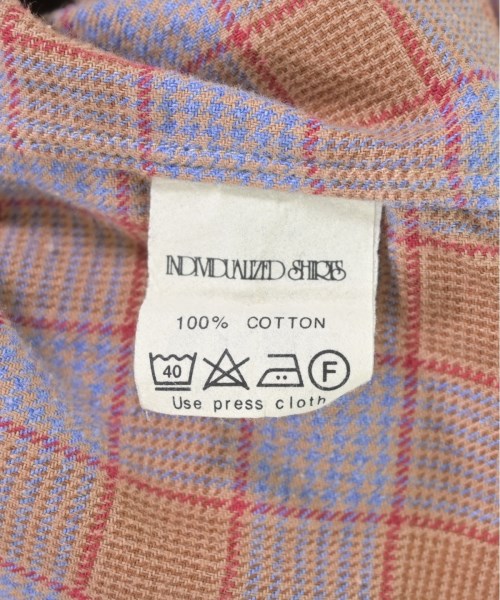 INDIVIDUALIZED SHIRTS
100% COTTON
40 F
Use press cloth